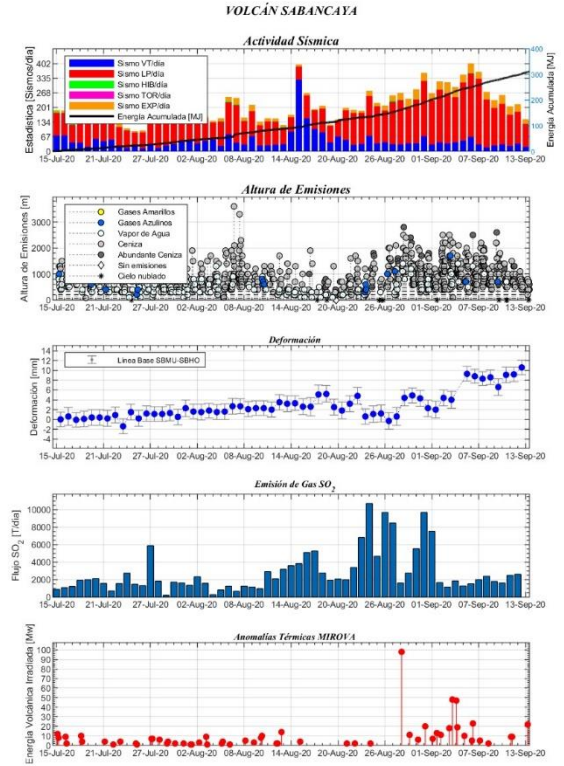 VOLCÁN SABANCAYA
Actividad Sísmica
Estadística [Sismos/día]
402
335
268
201
134
67
0
Sismo VT/día
Sismo LP/día
Sismo HIB/día
Sismo TOR/día
Sismo EXP/día
Energía Acumulada [MJ]
400
300
200
100
0
Energía Acumulada [MJ]
15-Jul-20 21-Jul-20 27-Jul-20 02-Aug-20 08-Aug-20 14-Aug-20 20-Aug-20 26-Aug-20 01-Sep-20 07-Sep-20 13-Sep-20
Altura de Emisiones
Altura de Emisiones [m]
3000
2000
1000
0
Gases Amarillos
Gases Azulinos
Vapor de Agua
Ceniza
Abundante Ceniza
Sin emisiones
Cielo nublado
15-Jul-20 21-Jul-20 27-Jul-20 02-Aug-20 08-Aug-20 14-Aug-20 20-Aug-20 26-Aug-20 01-Sep-20 07-Sep-20 13-Sep-20
Deformación
Deformación [mm]
14
12
10
8
6
4
2
0
-2
-4
Linea Base SBMU-SBHO
15-Jul-20 21-Jul-20 27-Jul-20 02-Aug-20 08-Aug-20 14-Aug-20 20-Aug-20 26-Aug-20 01-Sep-20 07-Sep-20 13-Sep-20
Emisión de Gas SO2
Flujo SO2 [T/día]
10000
8000
6000
4000
2000
0
15-Jul-20 21-Jul-20 27-Jul-20 02-Aug-20 08-Aug-20 14-Aug-20 20-Aug-20 26-Aug-20 01-Sep-20 07-Sep-20 13-Sep-20
Anomalías Térmicas MIROVA
Energía Volcánica Irradiada [Mw]
100
90
80
70
60
50
40
30
20
10
0
15-Jul-20 21-Jul-20 27-Jul-20 02-Aug-20 08-Aug-20 14-Aug-20 20-Aug-20 26-Aug-20 01-Sep-20 07-Sep-20 13-Sep-20